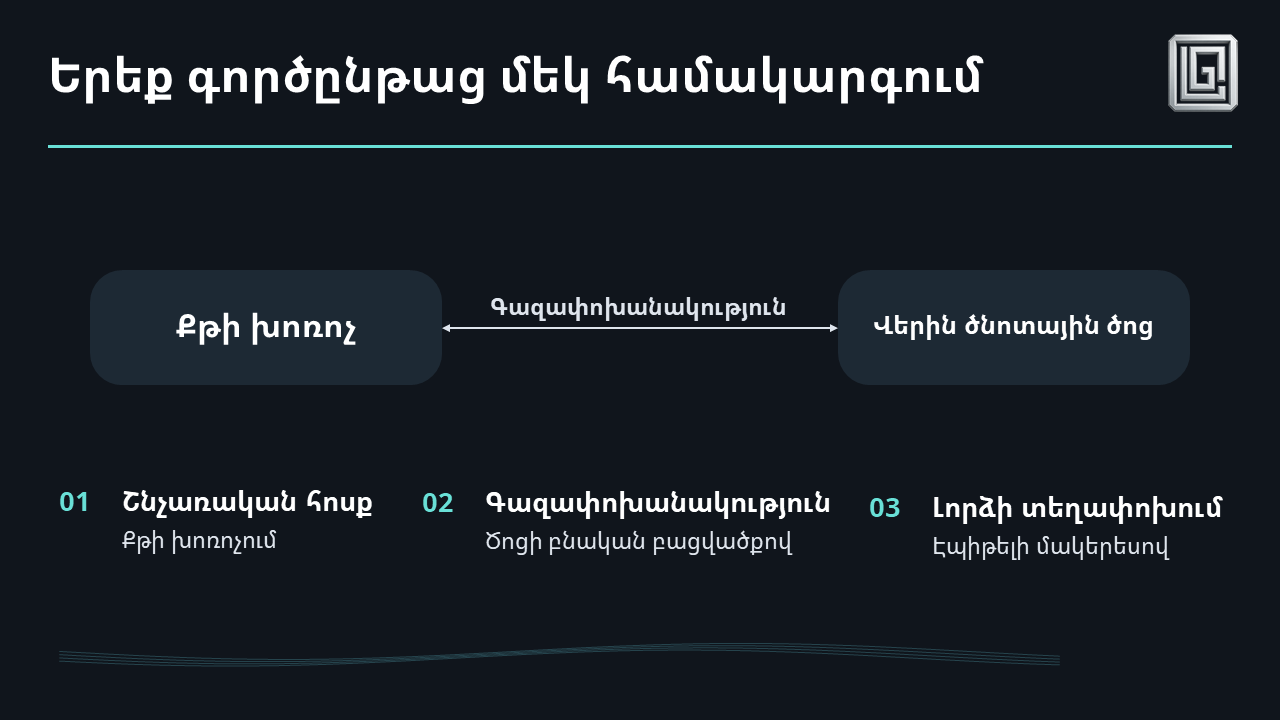 Երեք գործընթաց մեկ համակարգում
Քթի խոռոչ
Գազափոխանակություն
Վերին ծնոտային ծոց
01 Շնչառական հոսք
Քթի խոռոչում
02 Գազափոխանակություն
Ծոցի բնական բացվածքով
03 Լորձի տեղափոխում
Էպիթելի մակերեսով